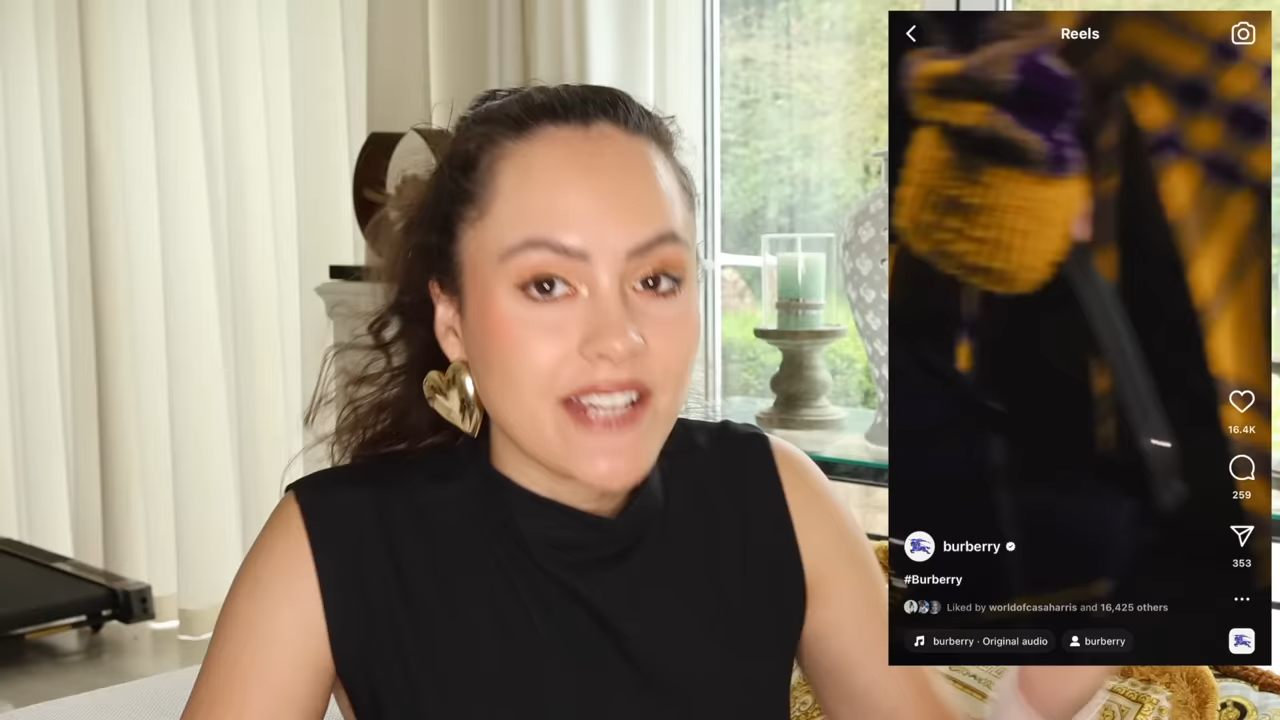 Reels
16.4K
259
353
burberry
#Burberry
Liked by worldofcasaharris and 16,425 others
burberry · Original audio
burberry